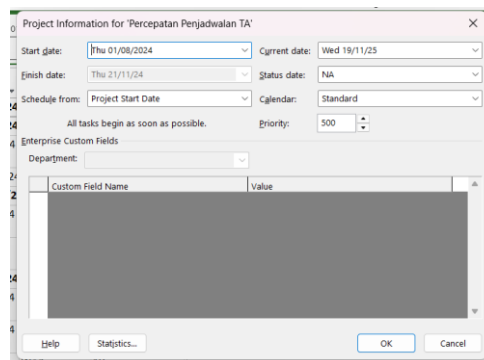 Project Information for 'Percepatan Penjadwalan TA'
Start date: Thu 01/08/2024 Current date: Wed 19/11/25
Finish date: Thu 21/11/24 Status date: NA
Schedule from: Project Start Date Calendar: Standard
All tasks begin as soon as possible. Priority: 500
Enterprise Custom Fields
Department:
Custom Field Name Value
Help Statistics... OK Cancel